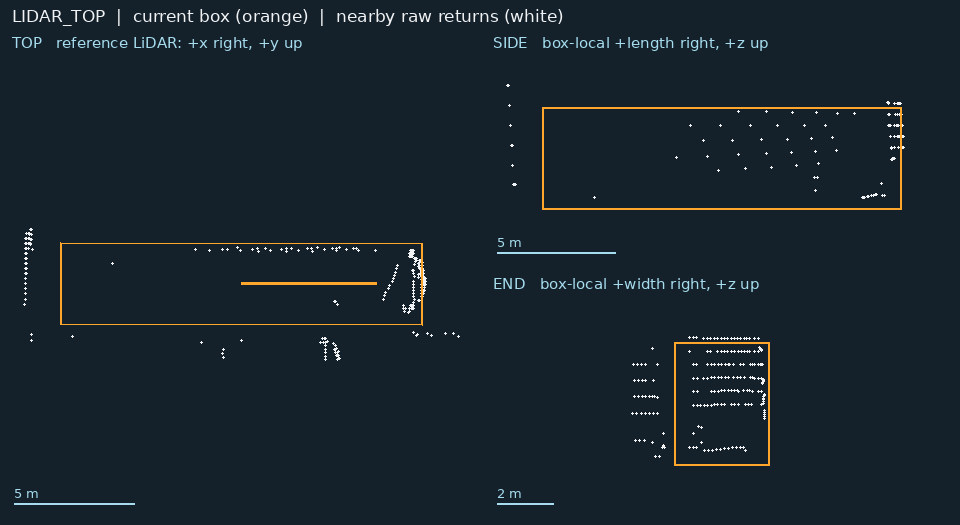 LIDAR_TOP | current box (orange) | nearby raw returns (white)
TOP reference LiDAR: +x right, +y up
SIDE box-local +length right, +z up
5 m
END box-local +width right, +z up
5 m
2 m